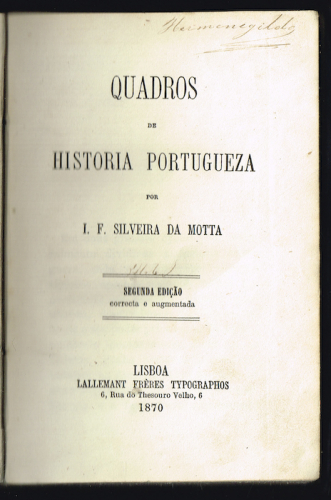 Hermenegildo
QUADROS
DE
HISTORIA PORTUGUEZA
POR
I. F. SILVEIRA DA MOTTA
SEGUNDA EDIÇÃO
correcta e augmentada
LISBOA
LALLEMANT FRÈRES TYPOGRAPHOS
6, Rua do Thesouro Velho, 6
1870